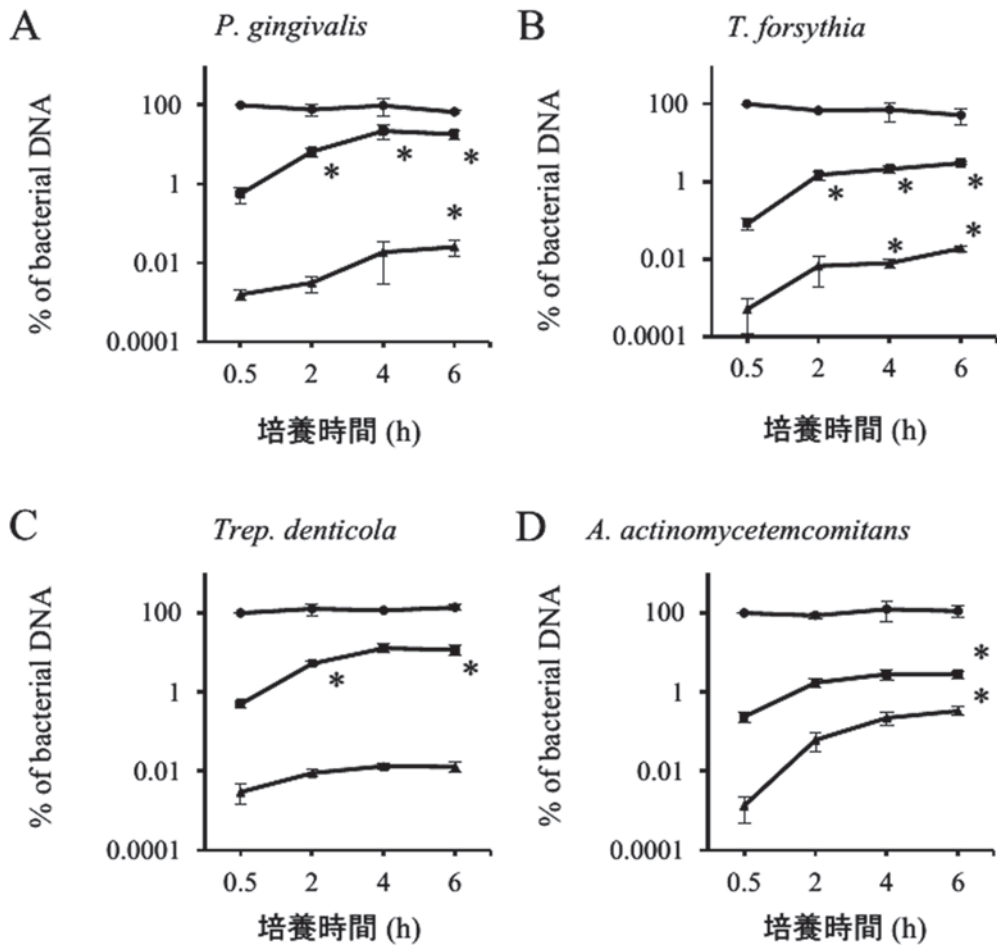 A P. gingivalis
% of bacterial DNA
100
1
0.01
0.0001
* * *
*
0.5 2 4 6
培養時間 (h)
B T. forsythia
% of bacterial DNA
100
1
0.01
0.0001
* * *
* *
0.5 2 4 6
培養時間 (h)
C Trep. denticola
% of bacterial DNA
100
1
0.01
0.0001
* *
0.5 2 4 6
培養時間 (h)
D A. actinomycetemcomitans
% of bacterial DNA
100
1
0.01
0.0001
*
*
0.5 2 4 6
培養時間 (h)